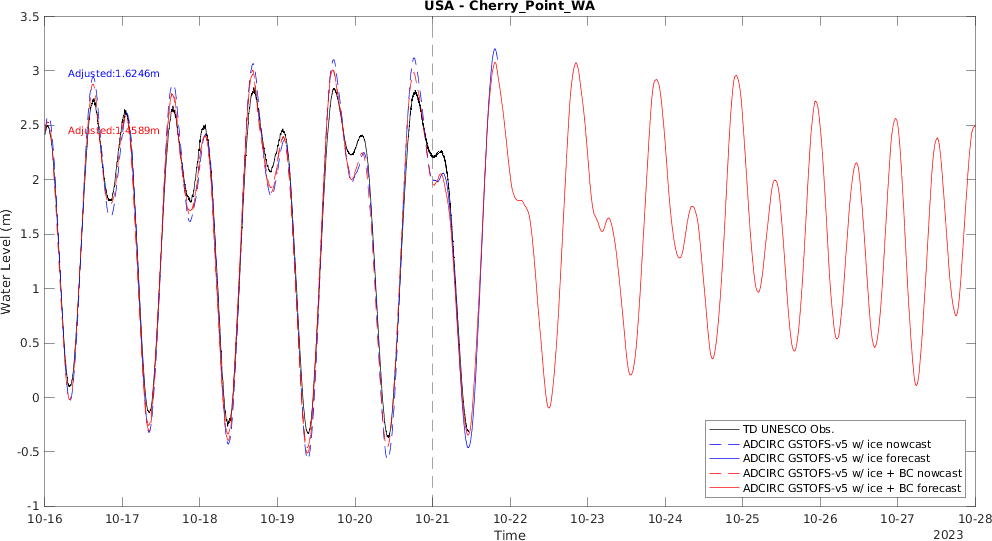 USA - Cherry_Point_WA
3.5
3
2.5
2
1.5
1
0.5
0
-0.5
-1
Water Level (m)
Adjusted:1.6246m
Adjusted:1.4589m
TD UNESCO Obs.
ADCIRC GSTOFS-v5 w/ ice nowcast
ADCIRC GSTOFS-v5 w/ ice forecast
ADCIRC GSTOFS-v5 w/ ice + BC nowcast
ADCIRC GSTOFS-v5 w/ ice + BC forecast
10-16 10-17 10-18 10-19 10-20 10-21 10-22 10-23 10-24 10-25 10-26 10-27 10-28
Time
2023